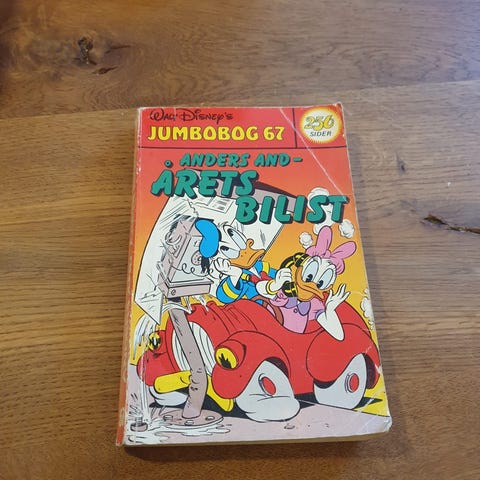 Walt Disney's
JUMBOBOG 67
256
SIDER
ANDERS AND-
ÅRETS
BILIST